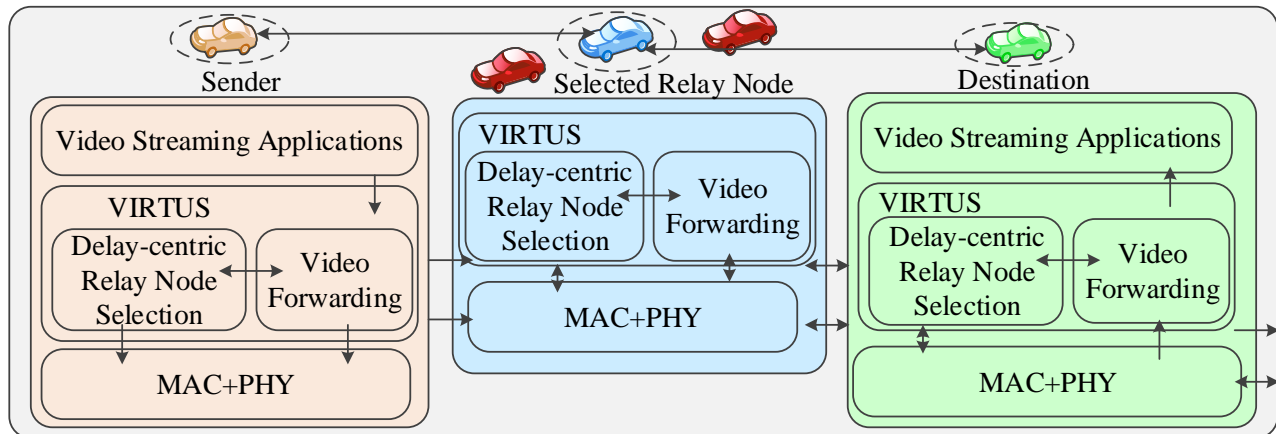 Sender
Selected Relay Node
Destination
Video Streaming Applications
VIRTUS
Delay-centric
Relay Node
Selection
Video
Forwarding
MAC+PHY
VIRTUS
Delay-centric
Relay Node
Selection
Video
Forwarding
MAC+PHY
Video Streaming Applications
VIRTUS
Delay-centric
Relay Node
Selection
Video
Forwarding
MAC+PHY